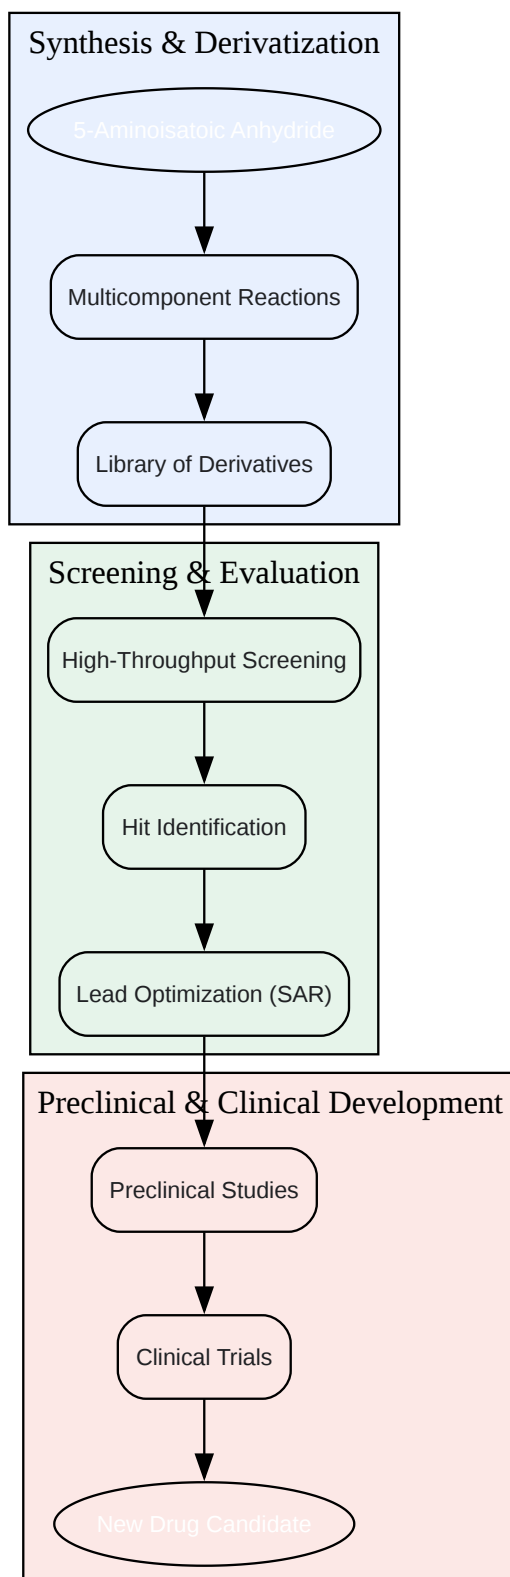 Synthesis & Derivatization
5-Aminoisatoic Anhydride
Multicomponent Reactions
Library of Derivatives
Screening & Evaluation
High-Throughput Screening
Hit Identification
Lead Optimization (SAR)
Preclinical & Clinical Development
Preclinical Studies
Clinical Trials
New Drug Candidate